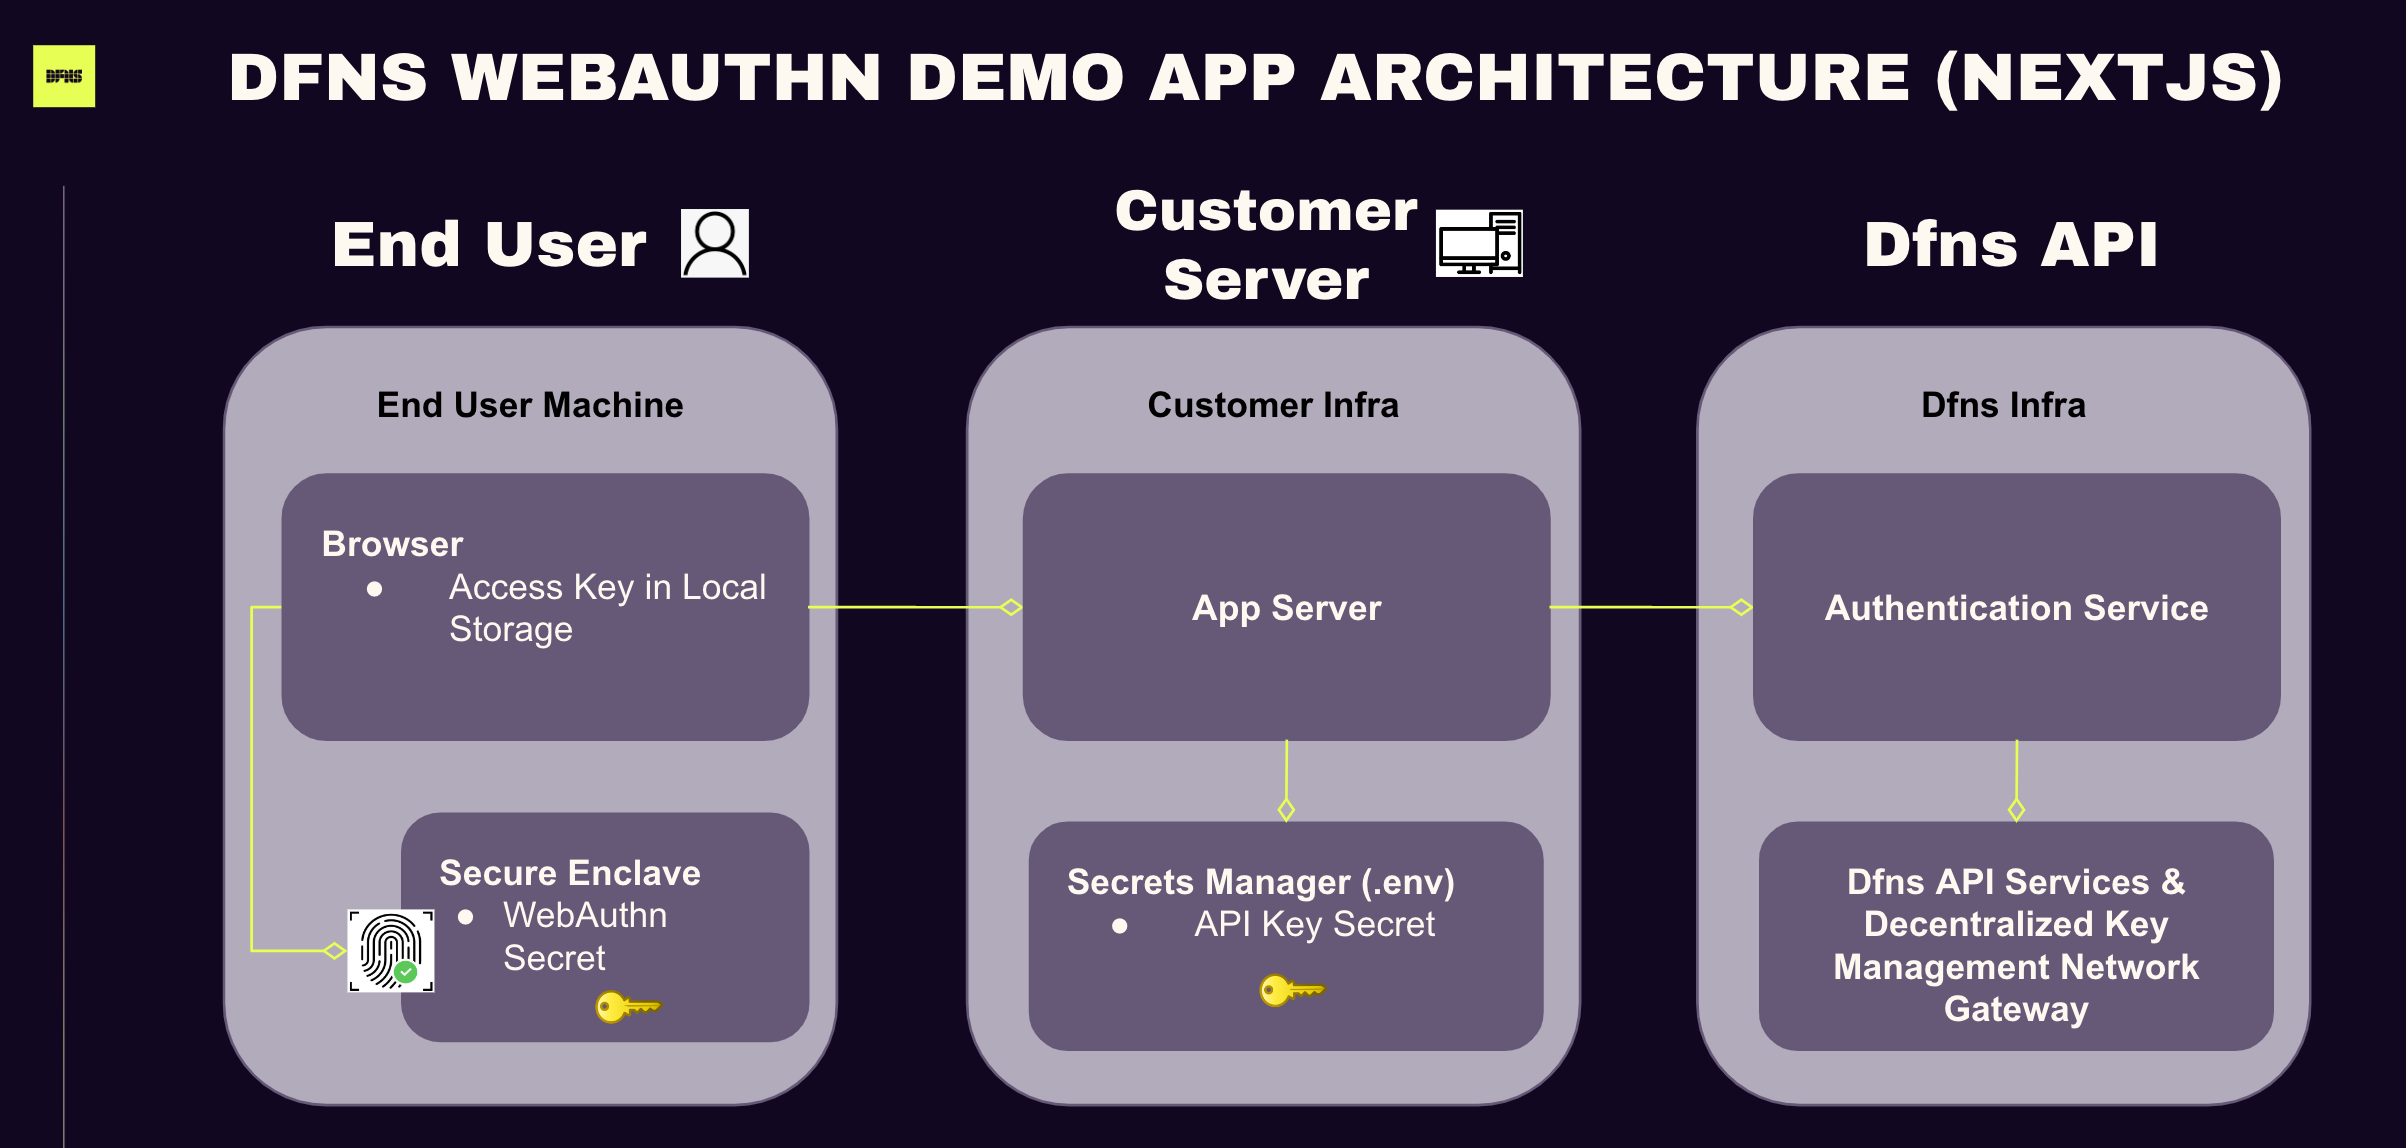 DFNS
DFNS WEBAUTHN DEMO APP ARCHITECTURE (NEXTJS)
End User
Customer
Server
Dfns API
End User Machine
Browser
● Access Key in Local
Storage
Secure Enclave
● WebAuthn
Secret
Customer Infra
App Server
Secrets Manager (.env)
● API Key Secret
Dfns Infra
Authentication Service
Dfns API Services &
Decentralized Key
Management Network
Gateway